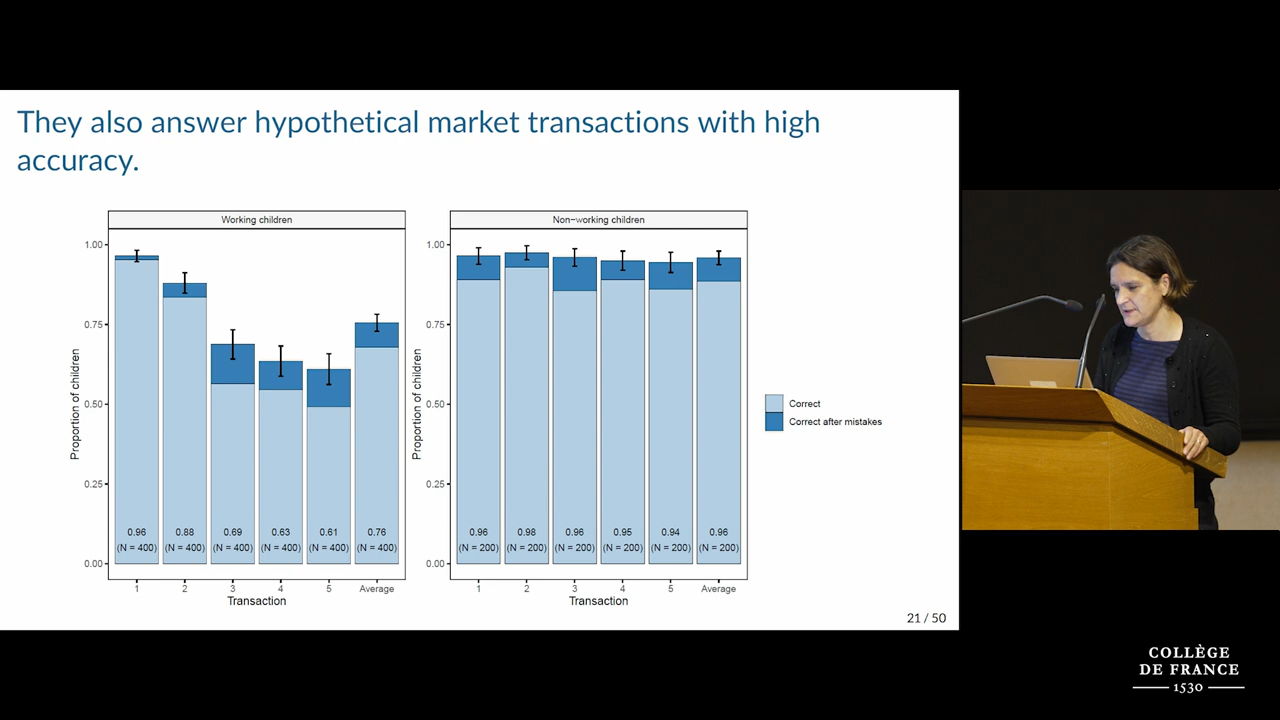 They also answer hypothetical market transactions with high
accuracy.
Working children
Proportion of children
1.00
0.75
0.50
0.25
0.00
0.96 0.88 0.69 0.63 0.61 0.76
(N = 400) (N = 400) (N = 400) (N = 400) (N = 400) (N = 400)
1 2 3 4 5 Average
Transaction
Non−working children
Proportion of children
1.00
0.75
0.50
0.25
0.00
0.96 0.98 0.96 0.95 0.94 0.96
(N = 200) (N = 200) (N = 200) (N = 200) (N = 200) (N = 200)
1 2 3 4 5 Average
Transaction
Correct
Correct after mistakes
21 / 50
COLLÈGE
DE FRANCE
1530